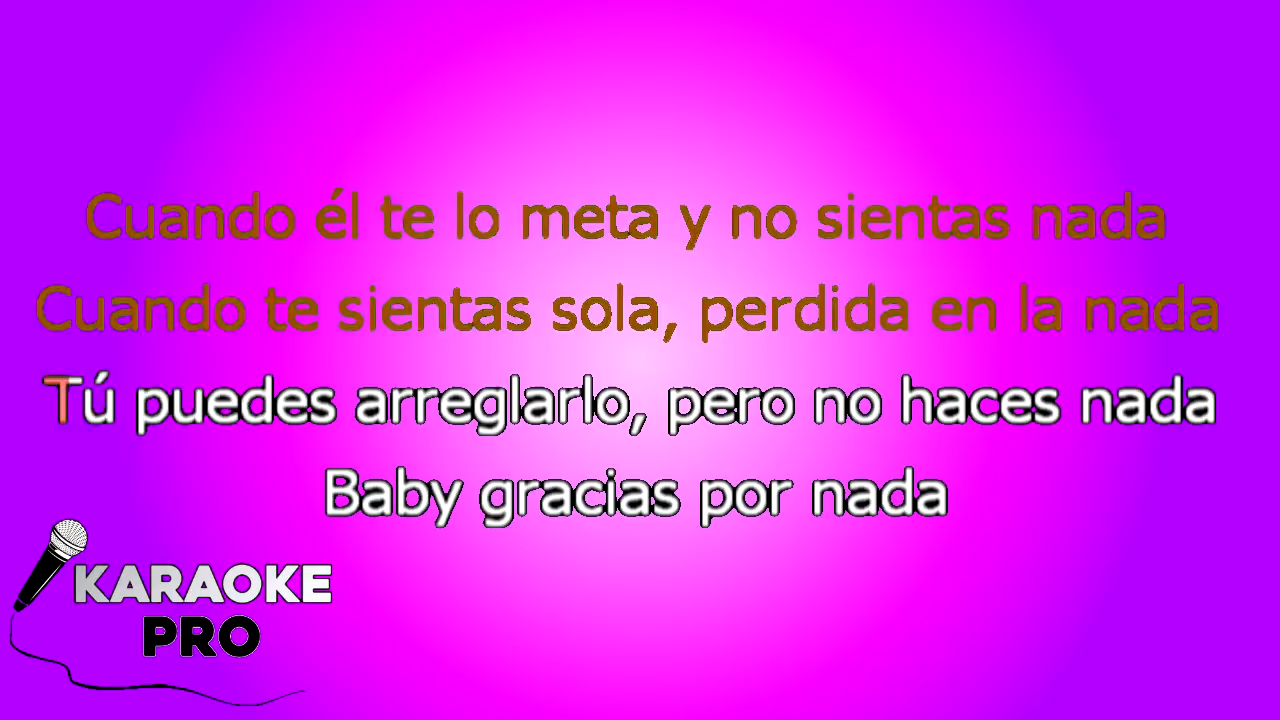 Cuando él te lo meta y no sientas nada
Cuando te sientas sola, perdida en la nada
Tú puedes arreglarlo, pero no haces nada
Baby gracias por nada
KARAOKE
PRO